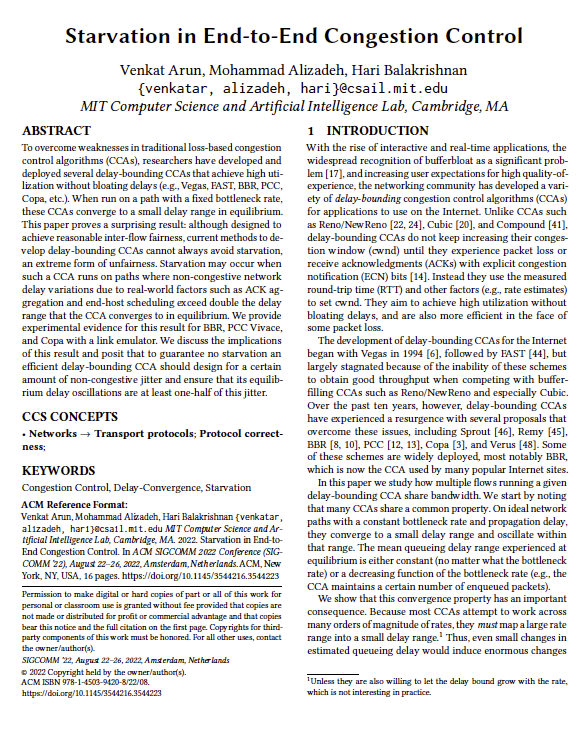 Starvation in End-to-End Congestion Control
Venkat Arun, Mohammad Alizadeh, Hari Balakrishnan
{venkatar, alizadeh, hari}@csail.mit.edu
MIT Computer Science and Artificial Intelligence Lab, Cambridge, MA
ABSTRACT
To overcome weaknesses in traditional loss-based congestion
control algorithms (CCAs), researchers have developed and
deployed several delay-bounding CCAs that achieve high uti-
lization without bloating delays (e.g., Vegas, FAST, BBR, PCC,
Copa, etc.). When run on a path with a fixed bottleneck rate,
these CCAs converge to a small delay range in equilibrium.
This paper proves a surprising result: although designed to
achieve reasonable inter-flow fairness, current methods to de-
velop delay-bounding CCAs cannot always avoid starvation,
an extreme form of unfairness. Starvation may occur when
such a CCA runs on paths where non-congestive network
delay variations due to real-world factors such as ACK ag-
gregation and end-host scheduling exceed double the delay
range that the CCA converges to in equilibrium. We provide
experimental evidence for this result for BBR, PCC Vivace,
and Copa with a link emulator. We discuss the implications
of this result and posit that to guarantee no starvation an
efficient delay-bounding CCA should design for a certain
amount of non-congestive jitter and ensure that its equilib-
rium delay oscillations are at least one-half of this jitter.
CCS CONCEPTS
• Networks → Transport protocols; Protocol correct-
ness;
KEYWORDS
Congestion Control, Delay-Convergence, Starvation
ACM Reference Format:
Venkat Arun, Mohammad Alizadeh, Hari Balakrishnan {venkatar,
alizadeh, hari}@csail.mit.edu MIT Computer Science and Ar-
tificial Intelligence Lab, Cambridge, MA. 2022. Starvation in End-to-
End Congestion Control. In ACM SIGCOMM 2022 Conference (SIG-
COMM '22), August 22–26, 2022, Amsterdam, Netherlands. ACM, New
York, NY, USA, 16 pages. https://doi.org/10.1145/3544216.3544223
Permission to make digital or hard copies of part or all of this work for
personal or classroom use is granted without fee provided that copies are
not made or distributed for profit or commercial advantage and that copies
bear this notice and the full citation on the first page. Copyrights for third-
party components of this work must be honored. For all other uses, contact
the owner/author(s).
SIGCOMM '22, August 22–26, 2022, Amsterdam, Netherlands
© 2022 Copyright held by the owner/author(s).
ACM ISBN 978-1-4503-9420-8/22/08.
https://doi.org/10.1145/3544216.3544223
1 INTRODUCTION
With the rise of interactive and real-time applications, the
widespread recognition of bufferbloat as a significant prob-
lem [17], and increasing user expectations for high quality-of-
experience, the networking community has developed a vari-
ety of delay-bounding congestion control algorithms (CCAs)
for applications to use on the Internet. Unlike CCAs such
as Reno/NewReno [22, 24], Cubic [20], and Compound [41],
delay-bounding CCAs do not keep increasing their conges-
tion window (cwnd) until they experience packet loss or
receive acknowledgments (ACKs) with explicit congestion
notification (ECN) bits [14]. Instead they use the measured
round-trip time (RTT) and other factors (e.g., rate estimates)
to set cwnd. They aim to achieve high utilization without
bloating delays, and are also more efficient in the face of
some packet loss.
The development of delay-bounding CCAs for the Internet
began with Vegas in 1994 [6], followed by FAST [44], but
largely stagnated because of the inability of these schemes
to obtain good throughput when competing with buffer-
filling CCAs such as Reno/NewReno and especially Cubic.
Over the past ten years, however, delay-bounding CCAs
have experienced a resurgence with several proposals that
overcome these issues, including Sprout [46], Remy [45],
BBR [8, 10], PCC [12, 13], Copa [3], and Verus [48]. Some
of these schemes are widely deployed, most notably BBR,
which is now the CCA used by many popular Internet sites.
In this paper we study how multiple flows running a given
delay-bounding CCA share bandwidth. We start by noting
that many CCAs share a common property. On ideal network
paths with a constant bottleneck rate and propagation delay,
they converge to a small delay range and oscillate within
that range. The mean queueing delay range experienced at
equilibrium is either constant (no matter what the bottleneck
rate) or a decreasing function of the bottleneck rate (e.g., the
CCA maintains a certain number of enqueued packets).
We show that this convergence property has an important
consequence. Because most CCAs attempt to work across
many orders of magnitude of rates, they must map a large rate
range into a small delay range.¹ Thus, even small changes in
estimated queueing delay would induce enormous changes
¹Unless they are also willing to let the delay bound grow with the rate,
which is not interesting in practice.